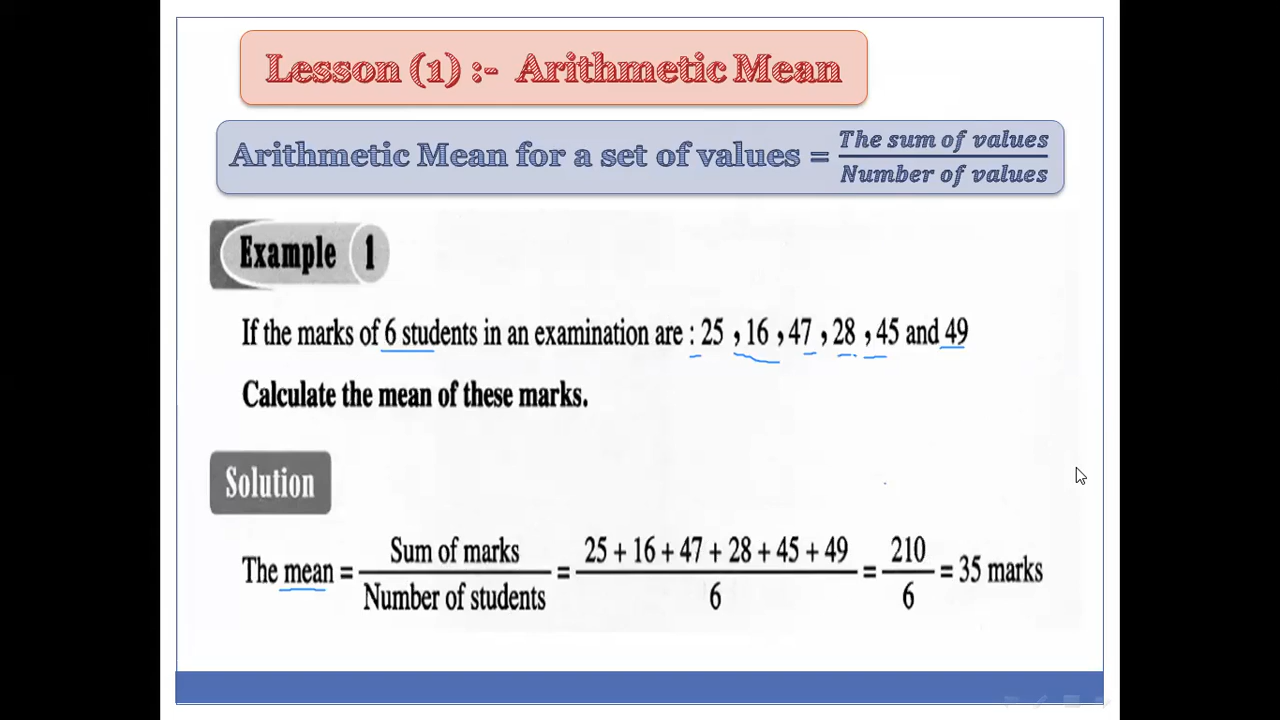 Lesson (1) :- Arithmetic Mean
Arithmetic Mean for a set of values = The sum of values / Number of values
Example 1
If the marks of 6 students in an examination are : 25 , 16 , 47 , 28 , 45 and 49
Calculate the mean of these marks.
Solution
The mean = Sum of marks / Number of students = 25 + 16 + 47 + 28 + 45 + 49 / 6 = 210 / 6 = 35 marks